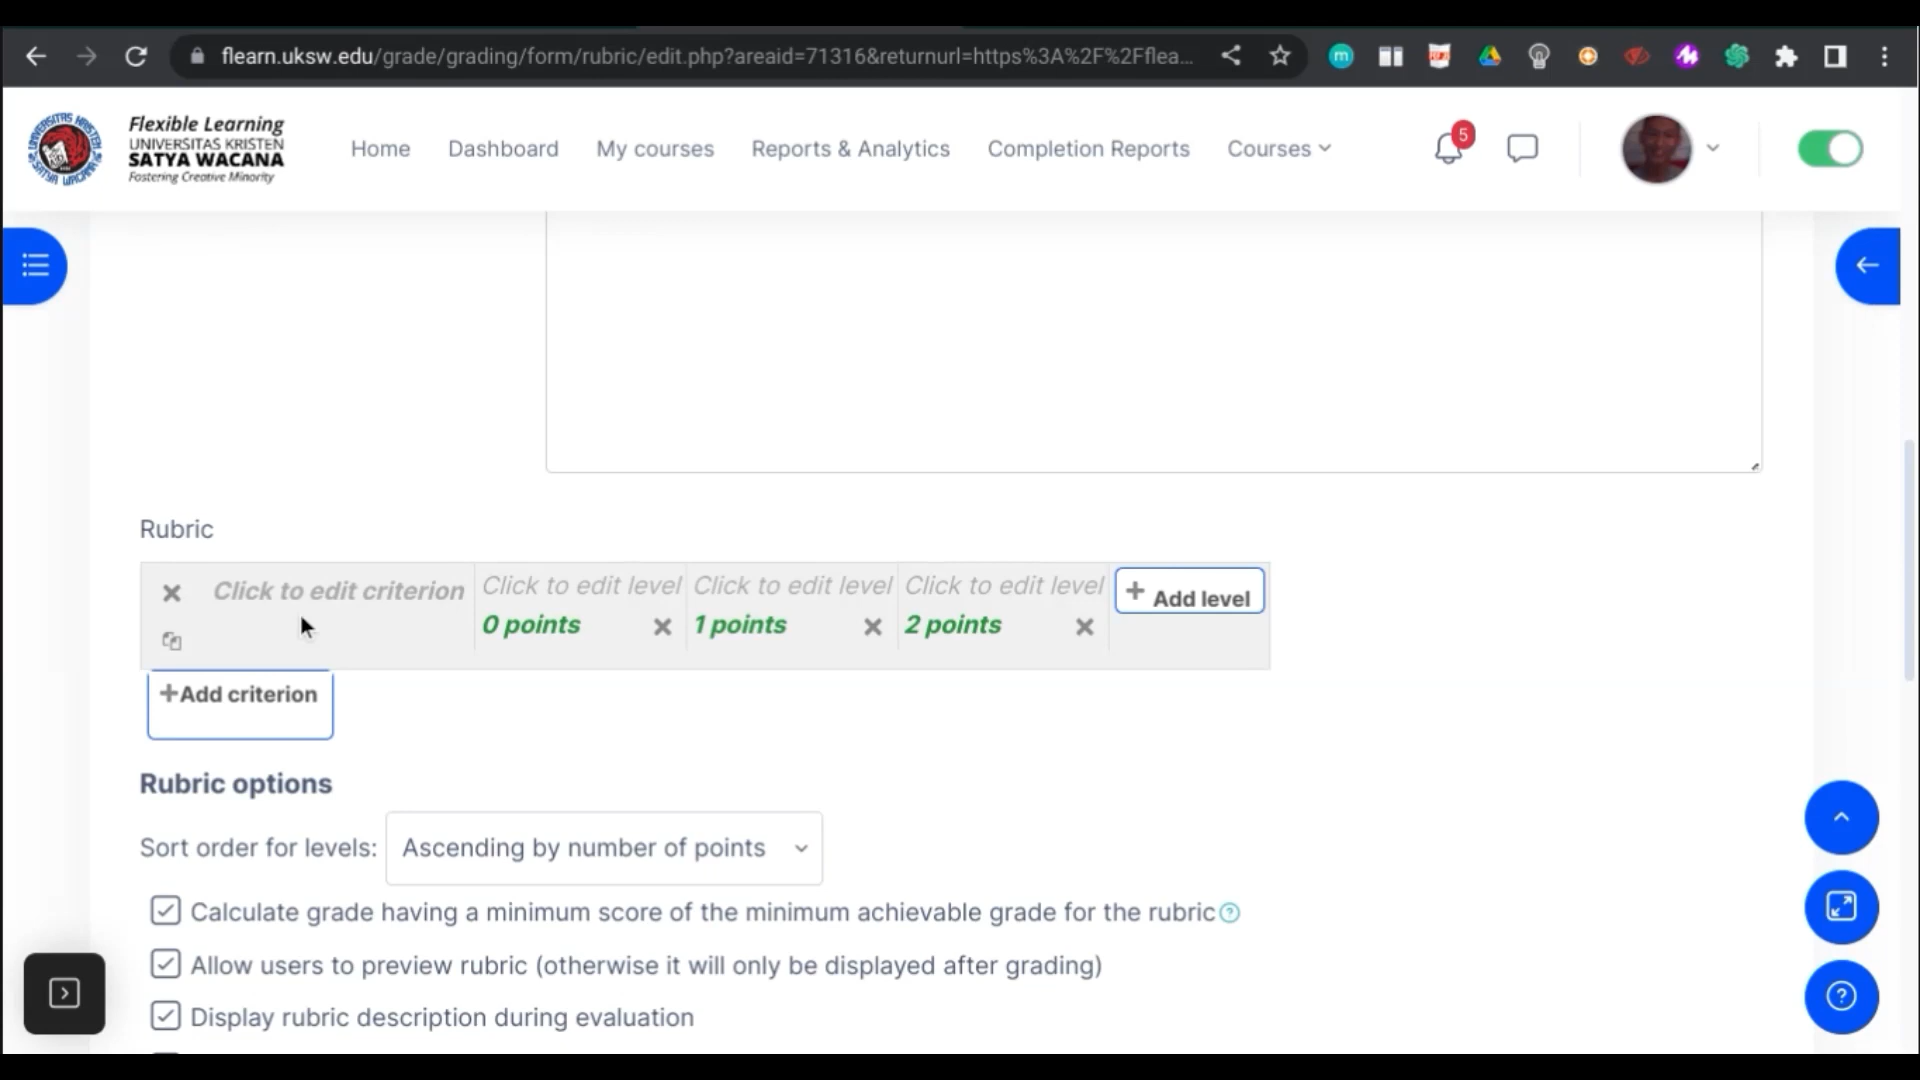 flearn.uksw.edu/grade/grading/form/rubric/edit.php?areaid=71316&returnurl=https%3A%2F%2Fflea...
Flexible Learning
UNIVERSITAS KRISTEN
SATYA WACANA
Fostering Creative Minority
Home Dashboard My courses Reports & Analytics Completion Reports Courses
5
Rubric
Click to edit criterion Click to edit level Click to edit level Click to edit level + Add level
0 points 1 points 2 points
+Add criterion
Rubric options
Sort order for levels: Ascending by number of points
Calculate grade having a minimum score of the minimum achievable grade for the rubric
Allow users to preview rubric (otherwise it will only be displayed after grading)
Display rubric description during evaluation